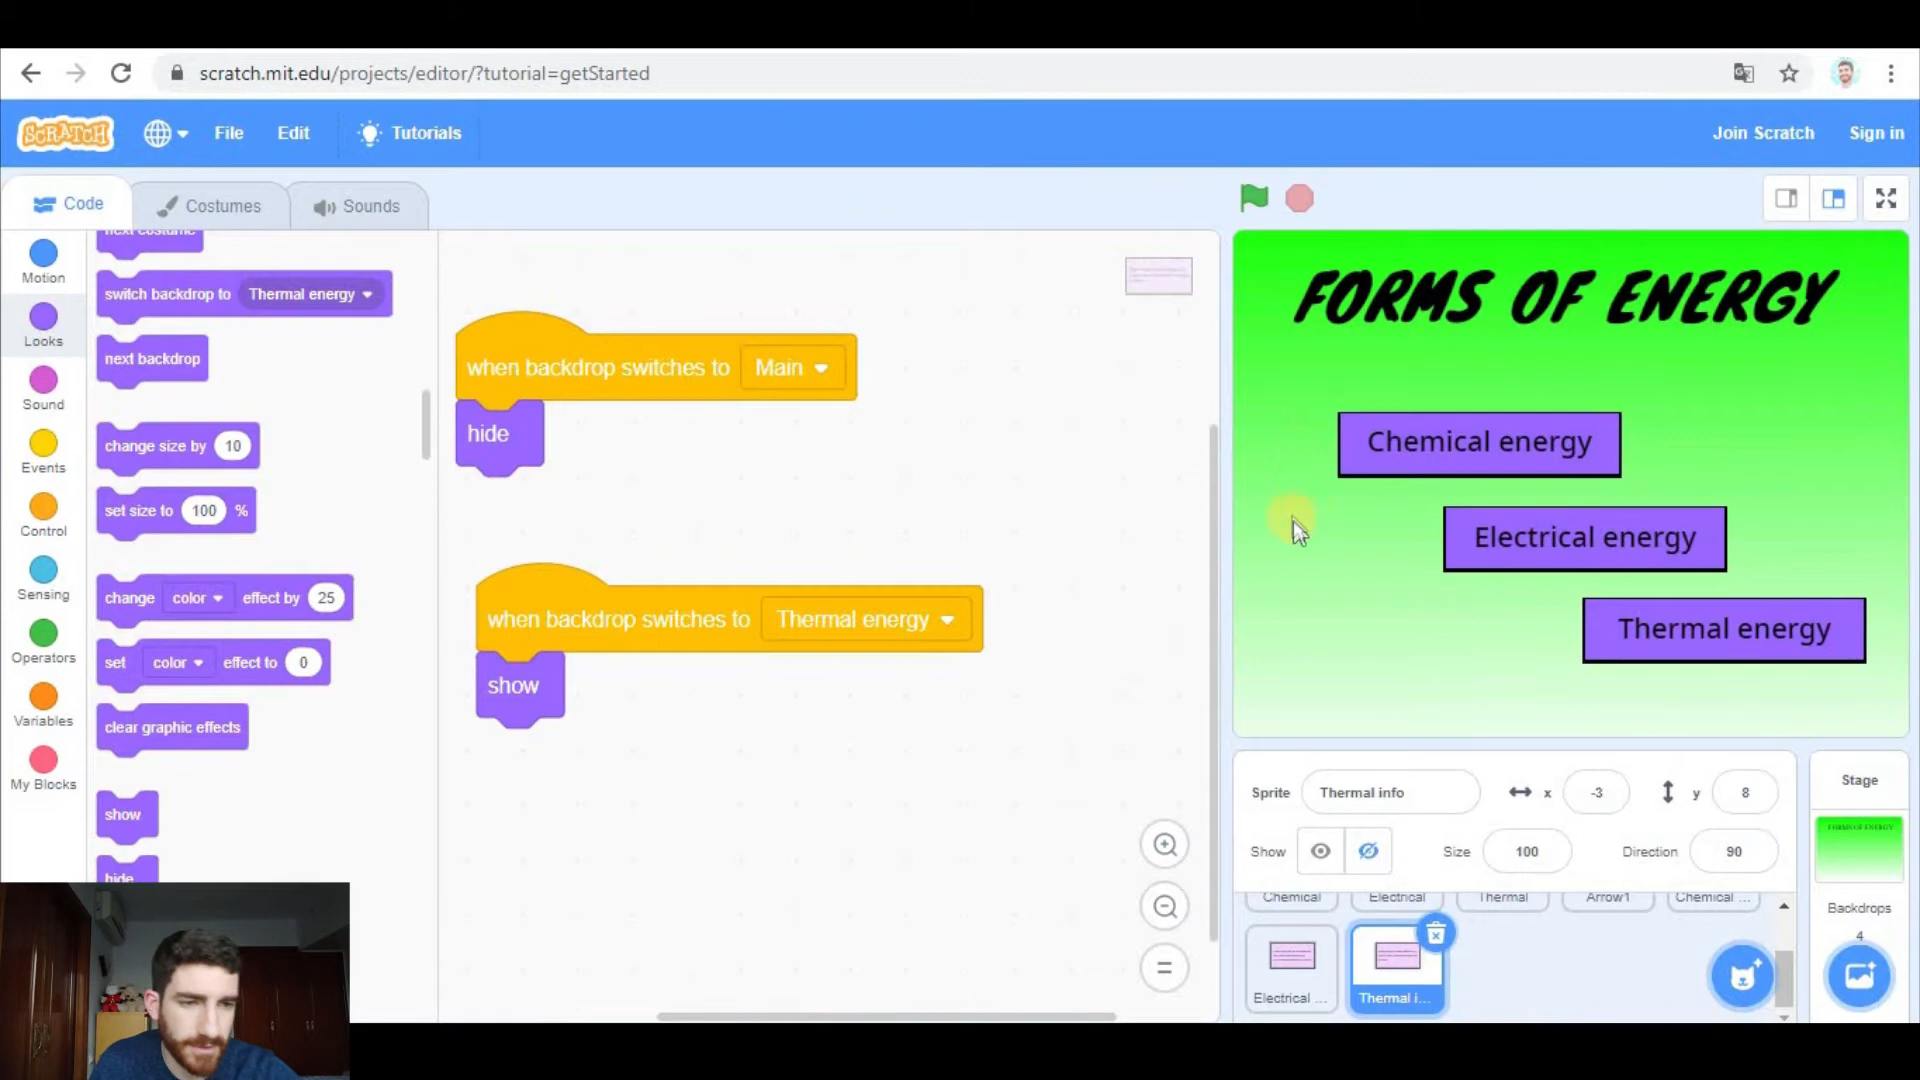 scratch.mit.edu/projects/editor/?tutorial=getStarted
SCRATCH File Edit Tutorials Join Scratch Sign in
Code Costumes Sounds
Motion
Looks
Sound
Events
Control
Sensing
Operators
Variables
My Blocks
next costume
switch backdrop to Thermal energy
next backdrop
change size by 10
set size to 100 %
change color effect by 25
set color effect to 0
clear graphic effects
show
hide
when backdrop switches to Main
hide
when backdrop switches to Thermal energy
show
FORMS OF ENERGY
Chemical energy
Electrical energy
Thermal energy
Sprite Thermal info x -3 y 8
Show Size 100 Direction 90
Chemical Electrical Thermal Arrow1 Chemical ...
Electrical ... Thermal i...
Stage
FORMS OF ENERGY
Backdrops
4